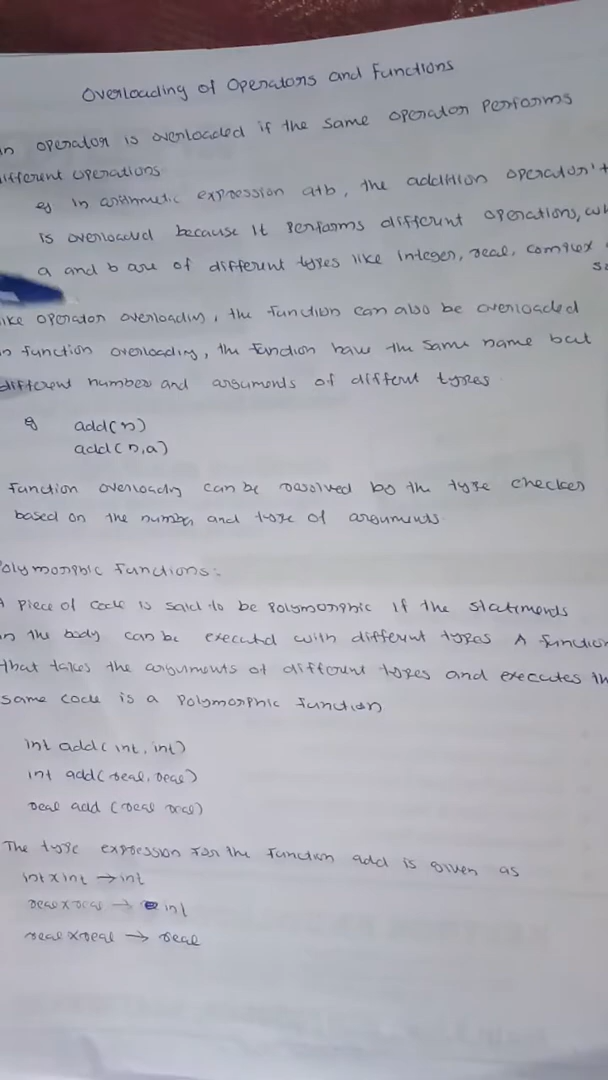 Overloading of Operators and Functions
An operator is overloaded if the same operator performs
different operations
eg In arithmetic expression a+b, the addition operator '+
is overloaded because it performs different operations, wh
a and b are of different types like integer, real, complex
like operator overloading, the function can also be overloaded
In function overloading, the function have the same name but
different number and arguments of different types
eg add(n)
add(n,a)
Function overloading can be resolved by the type checker
based on the number and type of arguments
Polymorphic Functions:
A piece of code is said to be Polymorphic if the statements
in the body can be executed with different types A function
that takes the arguments of different types and executes th
same code is a Polymorphic function
int add(int, int)
int add(real, real)
real add (real real)
The type expression for the function add is given as
int x int → int
real x real → int
real x real → real